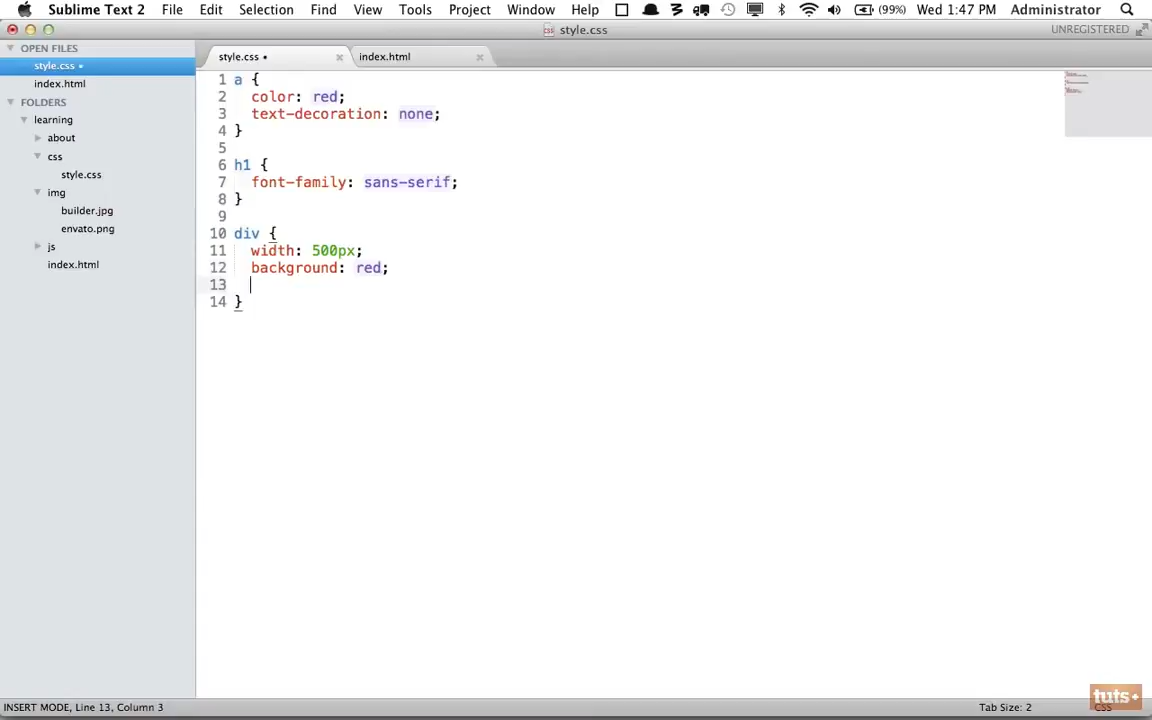 Sublime Text 2 File Edit Selection Find View Tools Project Window Help (99%) Wed 1:47 PM Administrator
style.css UNREGISTERED
OPEN FILES
style.css
index.html
FOLDERS
learning
about
css
style.css
img
builder.jpg
envato.png
js
index.html
style.css index.html
1 a {
2 color: red;
3 text-decoration: none;
4 }
5
6 h1 {
7 font-family: sans-serif;
8 }
9
10 div {
11 width: 500px;
12 background: red;
13
14 }
INSERT MODE, Line 13, Column 3 Tab Size: 2 CSS
tuts+